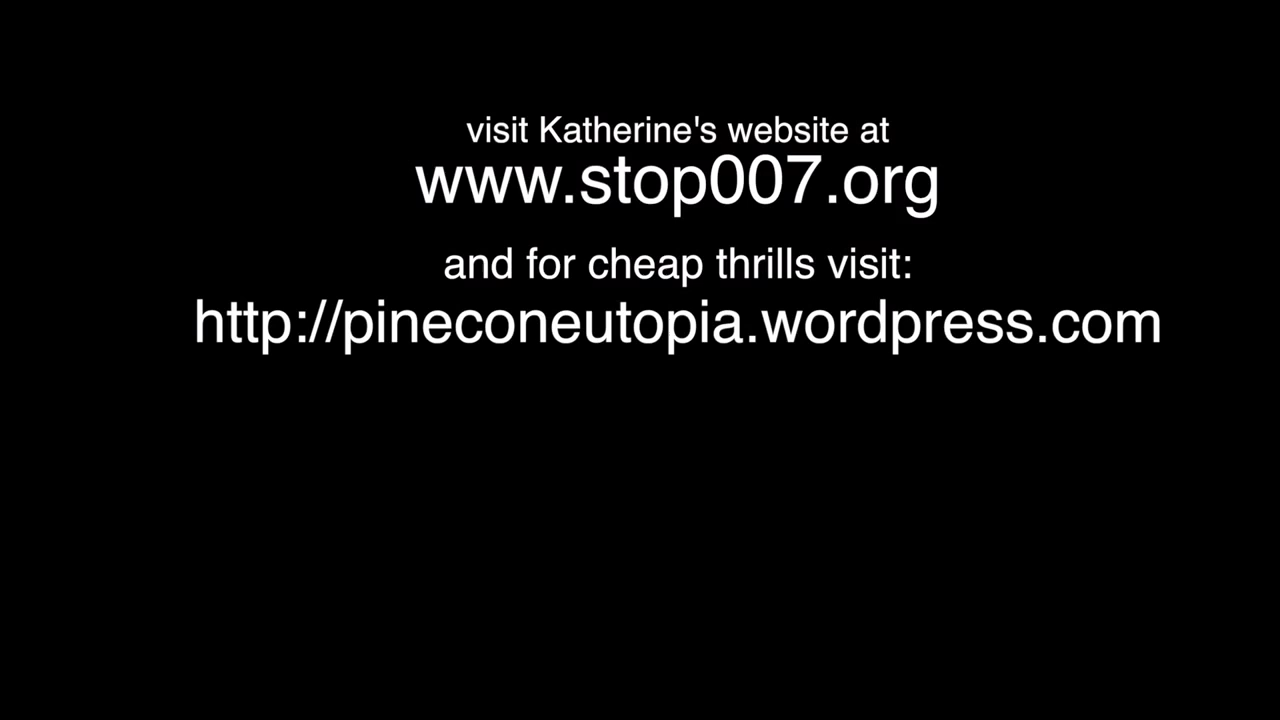 visit Katherine's website at
www.stop007.org
and for cheap thrills visit:
http://pineconeutopia.wordpress.com